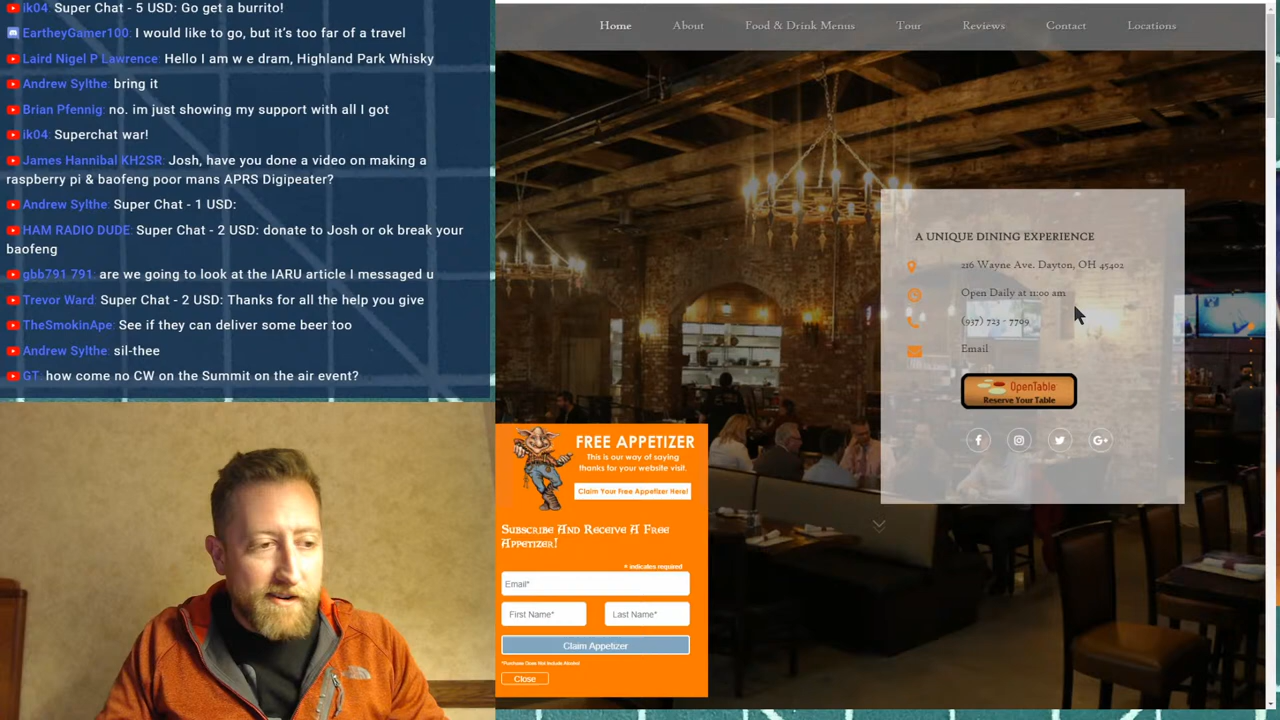 ik04: Super Chat - 5 USD: Go get a burrito!
EartheyGamer100: I would like to go, but it's too far of a travel
Laird Nigel P Lawrence: Hello I am w e dram, Highland Park Whisky
Andrew Sylthe: bring it
Brian Pfennig: no. im just showing my support with all I got
ik04: Superchat war!
James Hannibal KH2SR: Josh, have you done a video on making a
raspberry pi & baofeng poor mans APRS Digipeater?
Andrew Sylthe: Super Chat - 1 USD:
HAM RADIO DUDE: Super Chat - 2 USD: donate to Josh or ok break your
baofeng
gbb791 791: are we going to look at the IARU article I messaged u
Trevor Ward: Super Chat - 2 USD: Thanks for all the help you give
TheSmokinApe: See if they can deliver some beer too
Andrew Sylthe: sil-thee
GT: how come no CW on the Summit on the air event?
Home About Food & Drink Menus Tour Reviews Contact Locations
A UNIQUE DINING EXPERIENCE
216 Wayne Ave. Dayton, OH 45402
Open Daily at 11:00 am
(937) 723 - 7799
Email
OpenTable
Reserve Your Table
FREE APPETIZER
This is our way of saying
thanks for your website visit.
Claim Your Free Appetizer Here!
Subscribe And Receive A Free
Appetizer!
* indicates required
Email*
First Name* Last Name*
Claim Appetizer
*Purchase Does Not Include Alcohol
Close